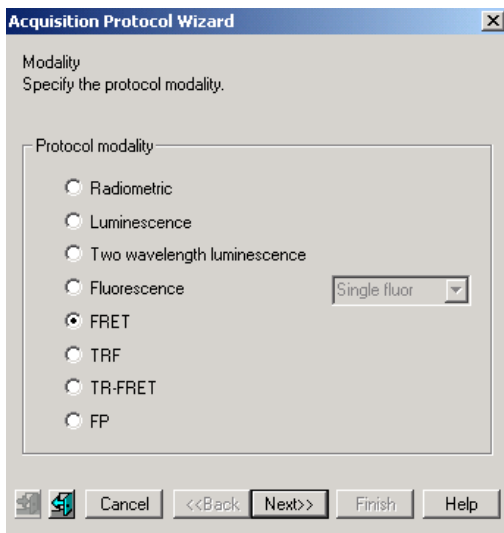 Acquisition Protocol Wizard
Modality
Specify the protocol modality.
Protocol modality
Radiometric
Luminescence
Two wavelength luminescence
Fluorescence Single fluor
FRET
TRF
TR-FRET
FP
Cancel <<Back Next>> Finish Help